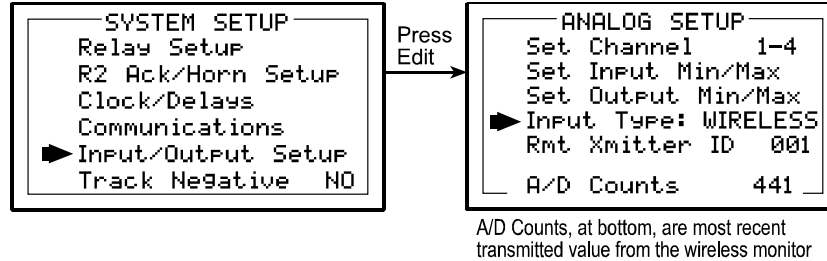 SYSTEM SETUP
Relay Setup
R2 Ack/Horn Setup
Clock/Delays
Communications
Input/Output Setup
Track Negative NO
Press
Edit
ANALOG SETUP
Set Channel 1-4
Set Input Min/Max
Set Output Min/Max
Input Type: WIRELESS
Rmt Xmitter ID 001
A/D Counts 441
A/D Counts, at bottom, are most recent
transmitted value from the wireless monitor